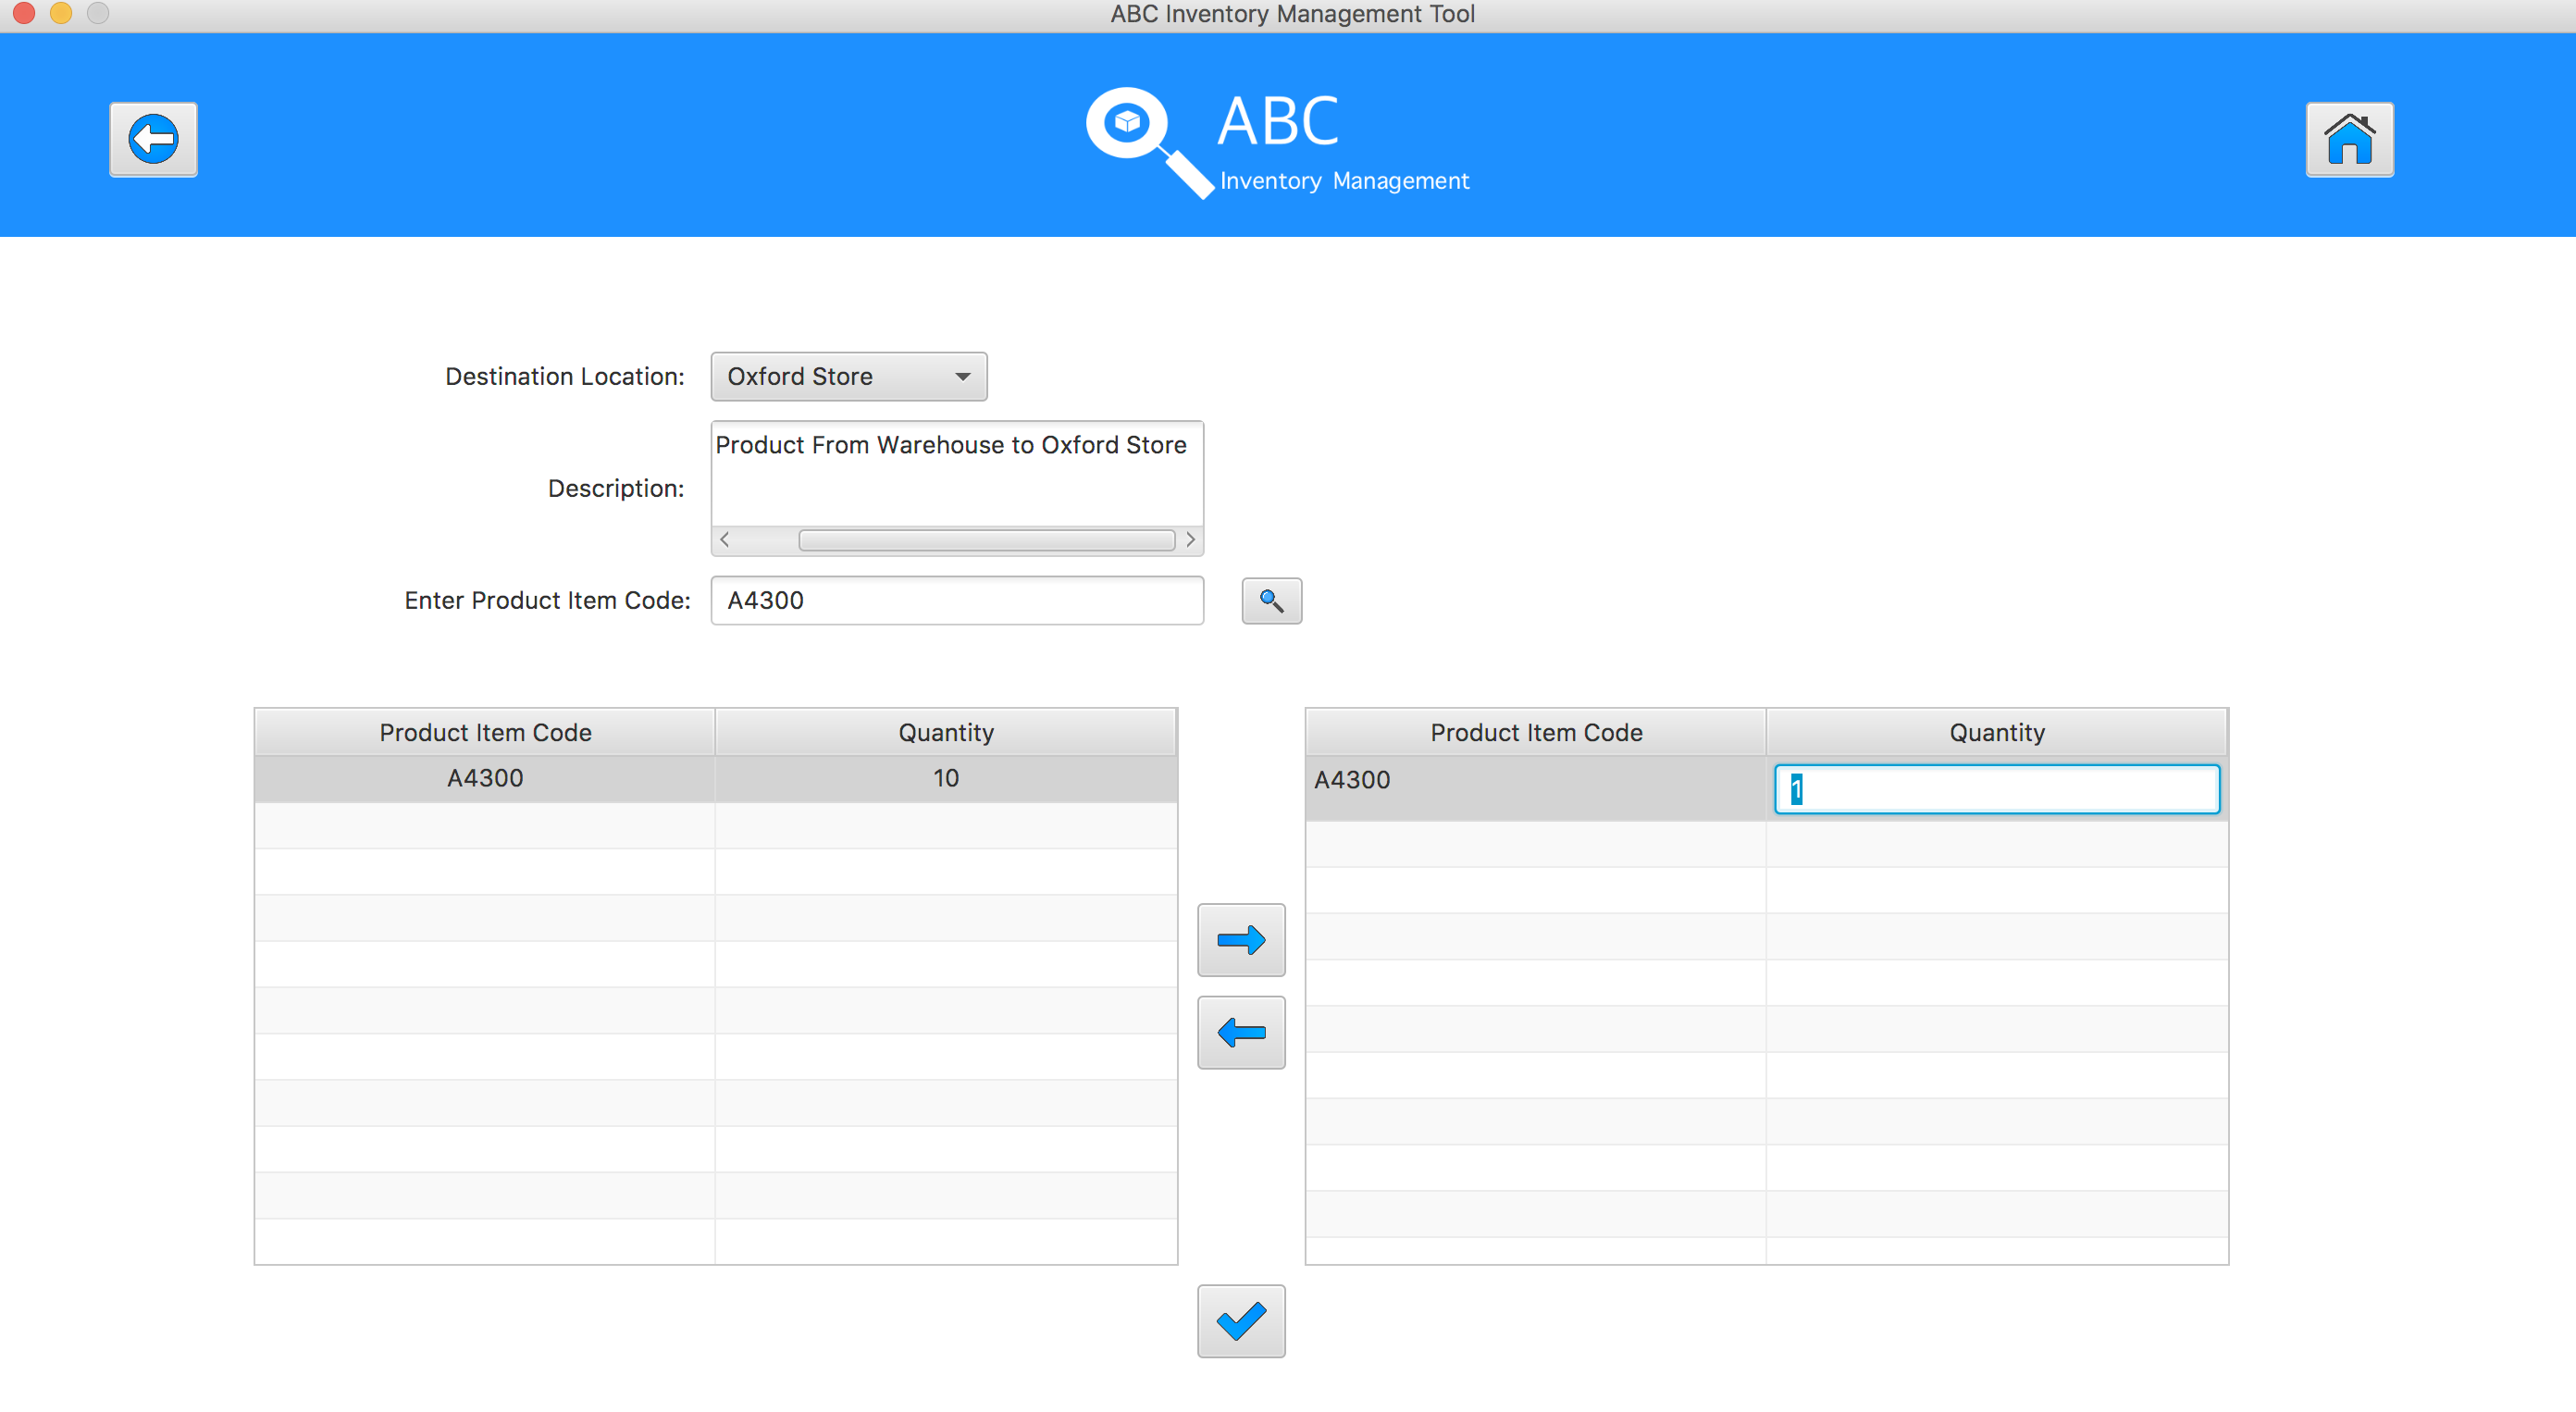 ABC Inventory Management Tool
ABC
Inventory Management
Destination Location: Oxford Store
Description: Product From Warehouse to Oxford Store
Enter Product Item Code: A4300
Product Item Code Quantity
A4300 10
Product Item Code Quantity
A4300 1